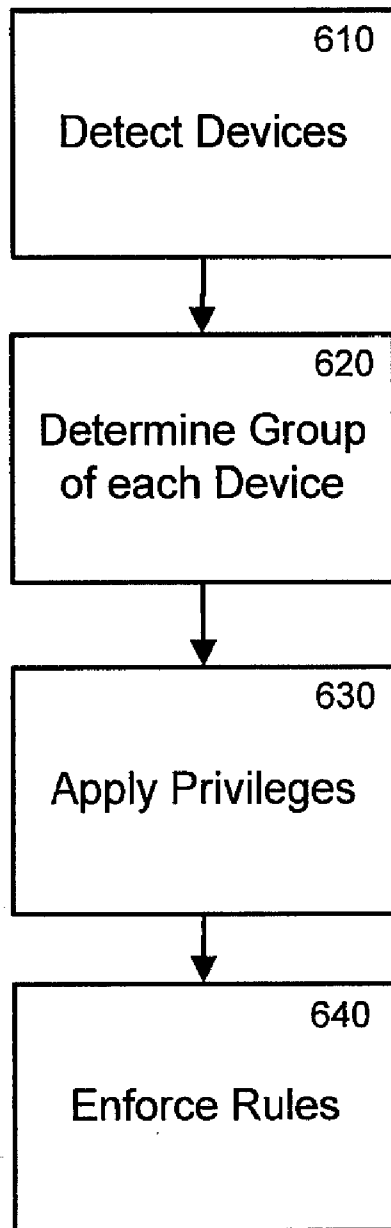 610
Detect Devices
620
Determine Group
of each Device
630
Apply Privileges
640
Enforce Rules